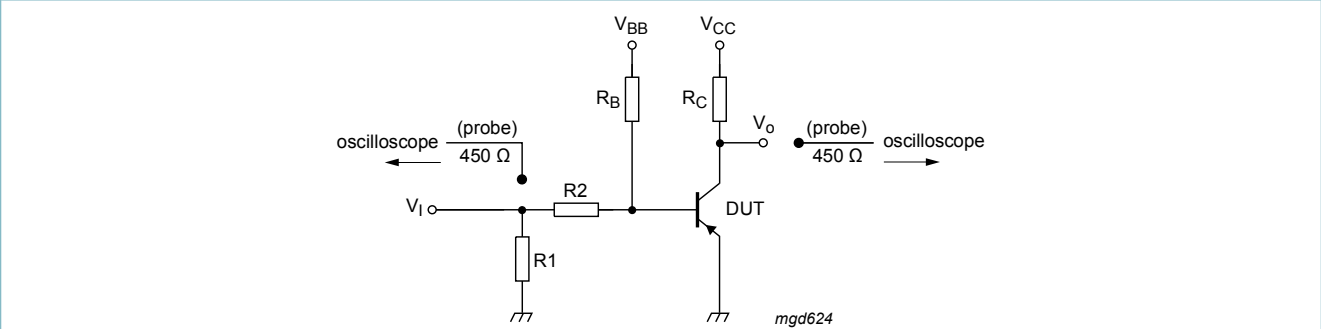 VBB
VCC
RB
RC
Vo
(probe)
oscilloscope
450 Ω
(probe)
oscilloscope
450 Ω
R2
VI
DUT
R1
mgd624